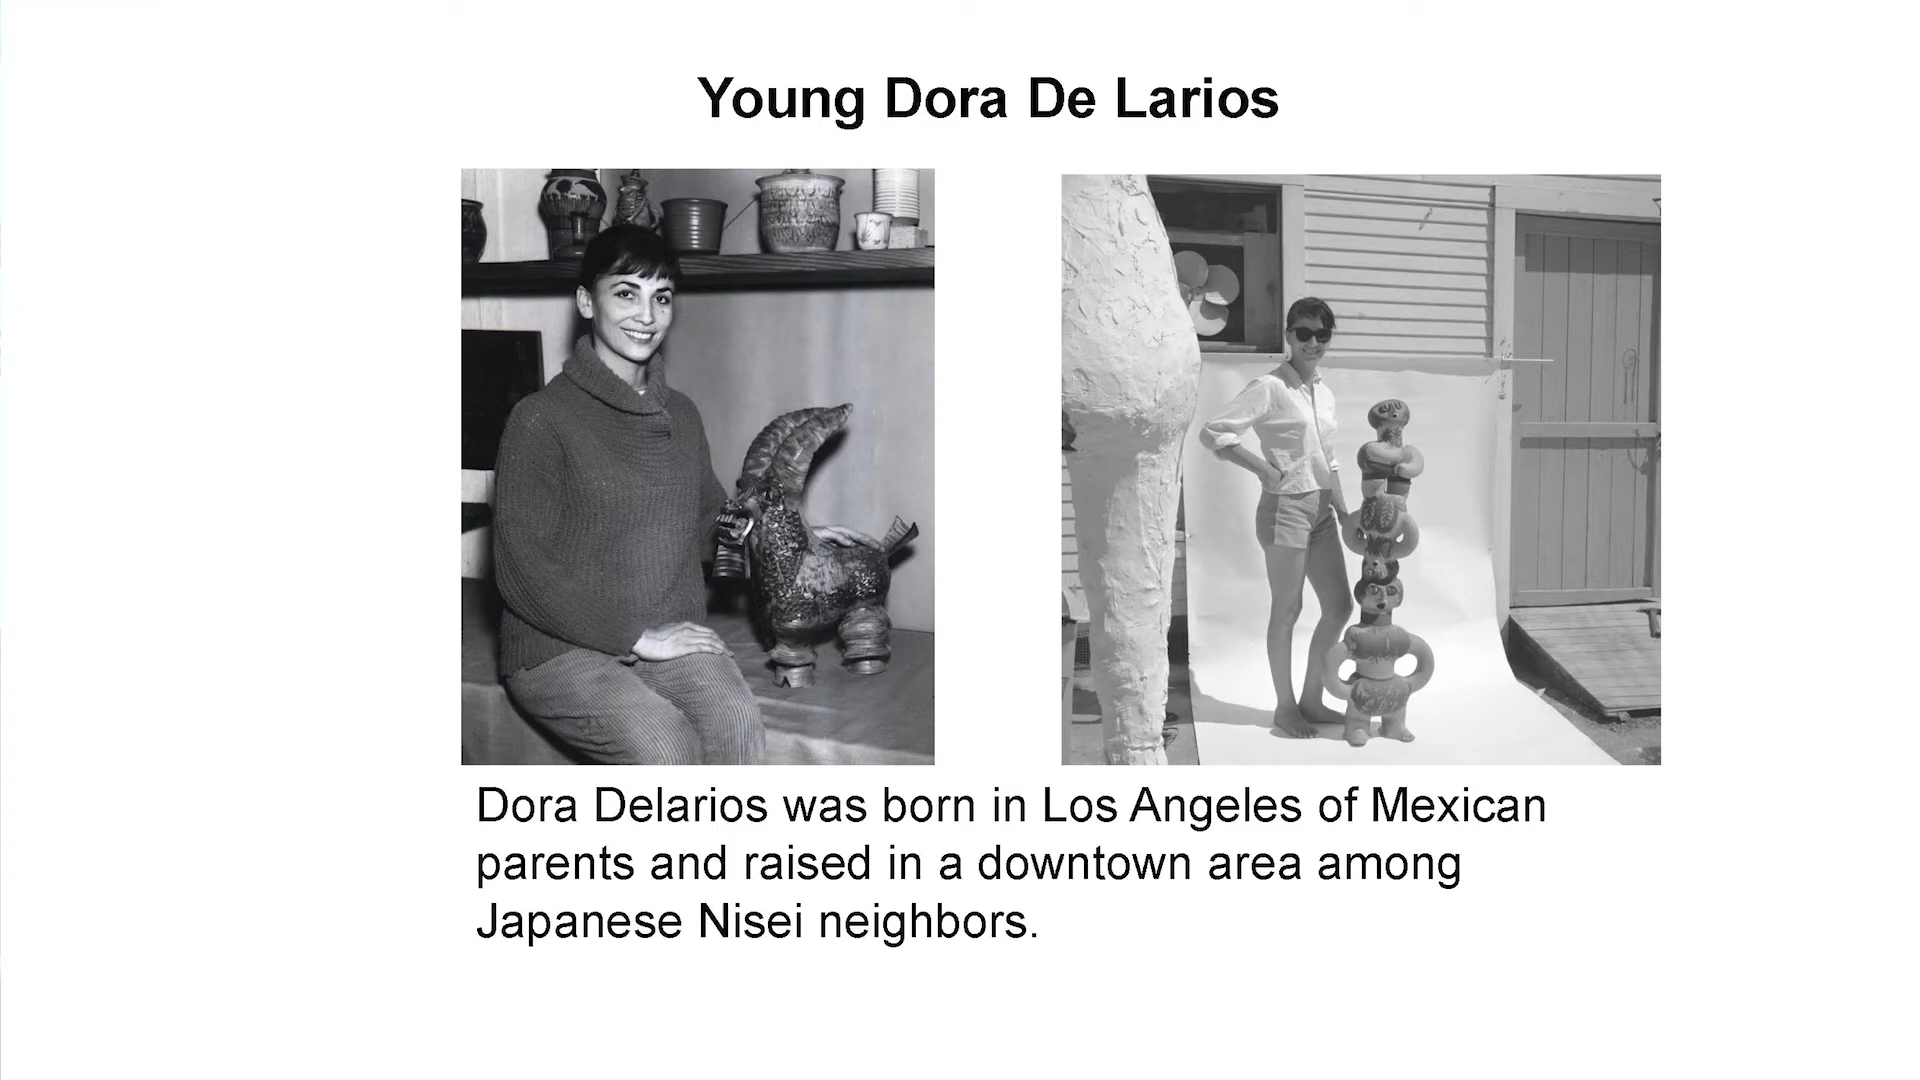 Young Dora De Larios
Dora Delarios was born in Los Angeles of Mexican
parents and raised in a downtown area among
Japanese Nisei neighbors.